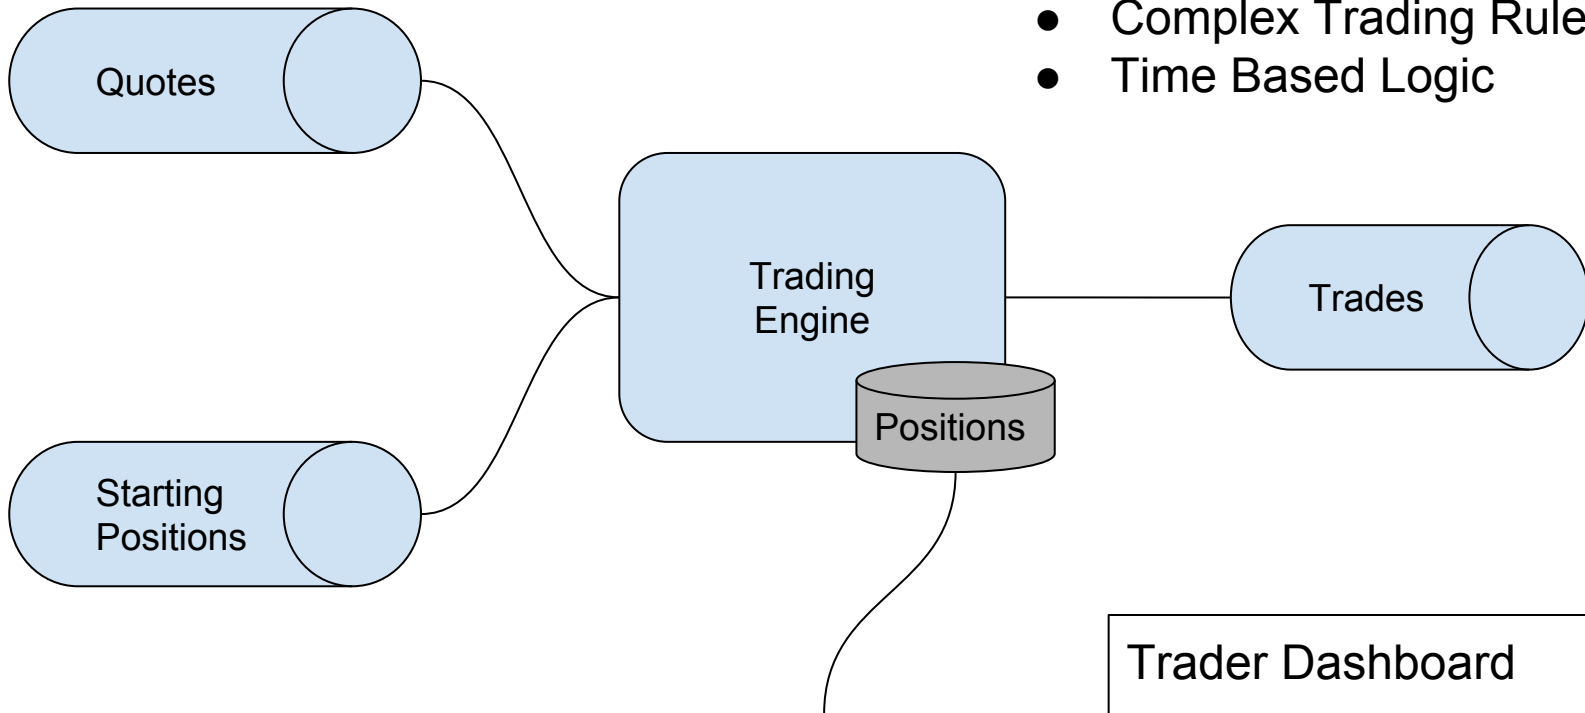 Complex Trading Rule
Time Based Logic
Quotes
Trading
Engine
Trades
Positions
Starting
Positions
Trader Dashboard